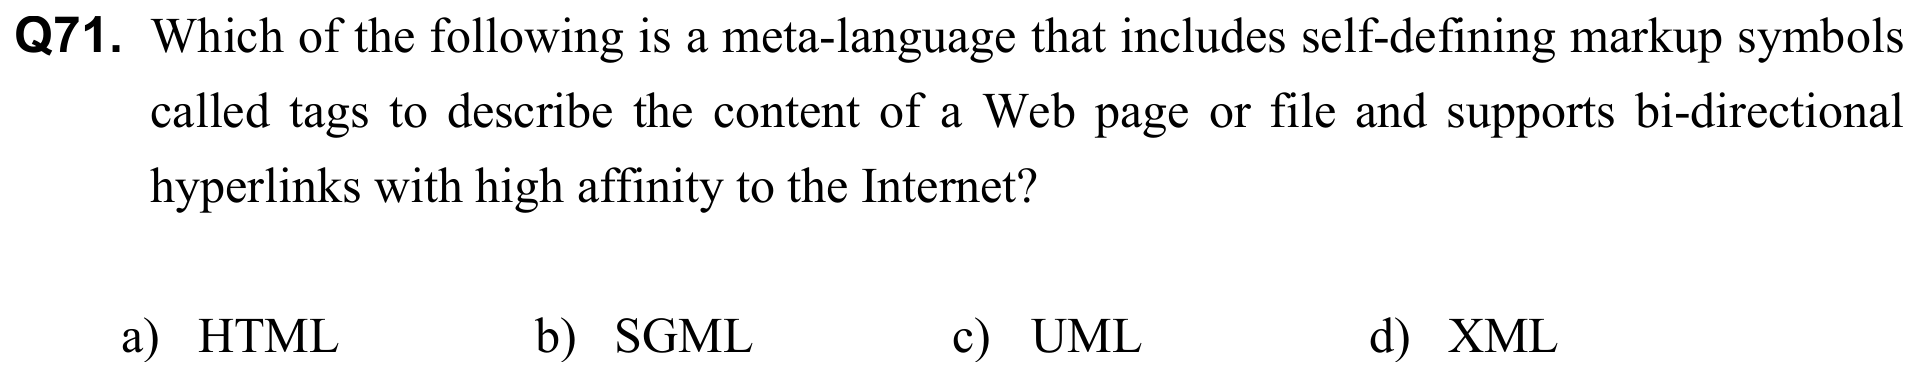 Q71. Which of the following is a meta-language that includes self-defining markup symbols
called tags to describe the content of a Web page or file and supports bi-directional
hyperlinks with high affinity to the Internet?
a) HTML b) SGML c) UML d) XML